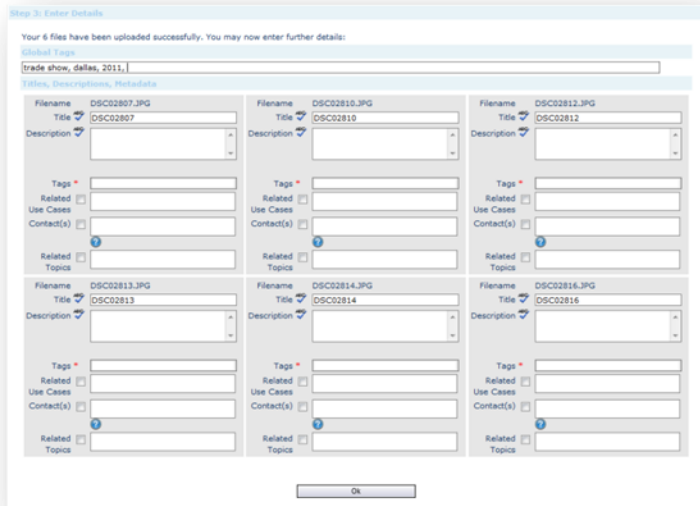 Step 3: Enter Details
Your 6 files have been uploaded successfully. You may now enter further details:
Global Tags
trade show, dallas, 2011,
Titles, Descriptions, Metadata
Filename DSC02807.JPG Filename DSC02810.JPG Filename DSC02812.JPG
Title DSC02807 Title DSC02810 Title DSC02812
Description Description Description
Tags * Tags * Tags *
Related Related Related
Use Cases Use Cases Use Cases
Contact(s) Contact(s) Contact(s)
? ? ?
Related Related Related
Topics Topics Topics
Filename DSC02813.JPG Filename DSC02814.JPG Filename DSC02816.JPG
Title DSC02813 Title DSC02814 Title DSC02816
Description Description Description
Tags * Tags * Tags *
Related Related Related
Use Cases Use Cases Use Cases
Contact(s) Contact(s) Contact(s)
? ? ?
Related Related Related
Topics Topics Topics
Ok